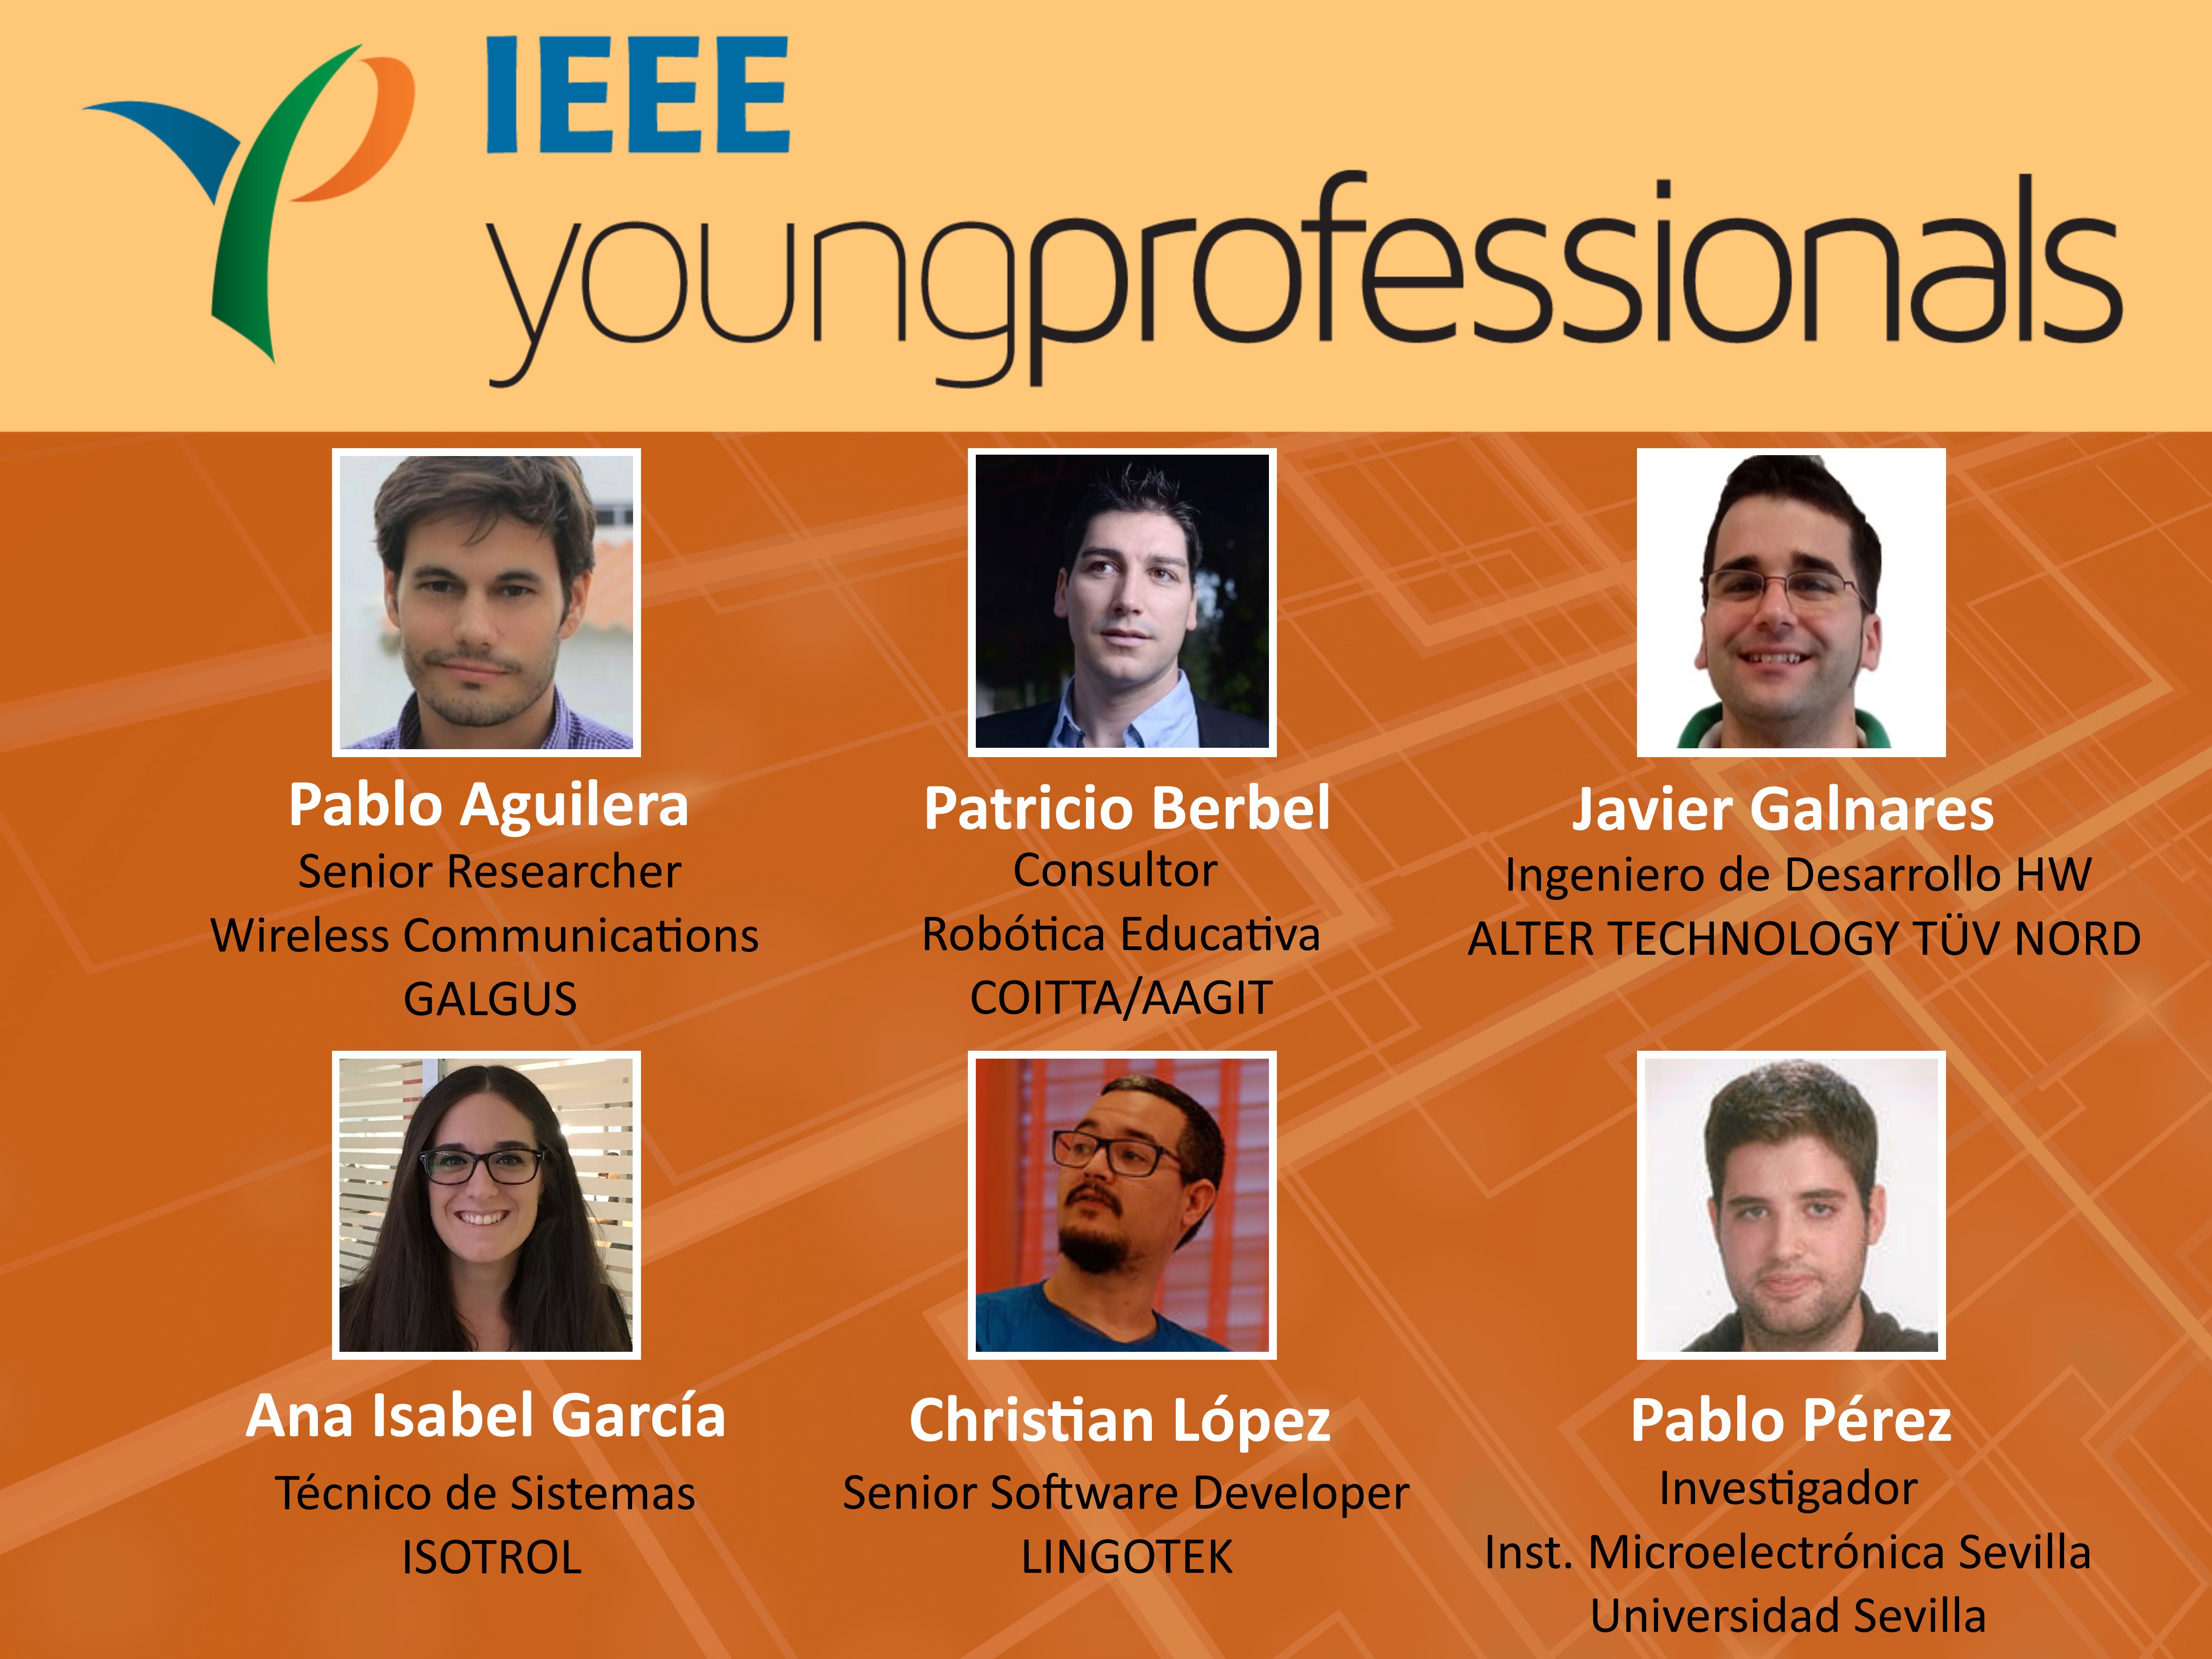 IEEE
youngprofessionals
Pablo Aguilera
Senior Researcher
Wireless Communications
GALGUS
Patricio Berbel
Consultor
Robótica Educativa
COITTA/AAGIT
Javier Galnares
Ingeniero de Desarrollo HW
ALTER TECHNOLOGY TÜV NORD
Ana Isabel García
Técnico de Sistemas
ISOTROL
Christian López
Senior Software Developer
LINGOTEK
Pablo Pérez
Investigador
Inst. Microelectrónica Sevilla
Universidad Sevilla